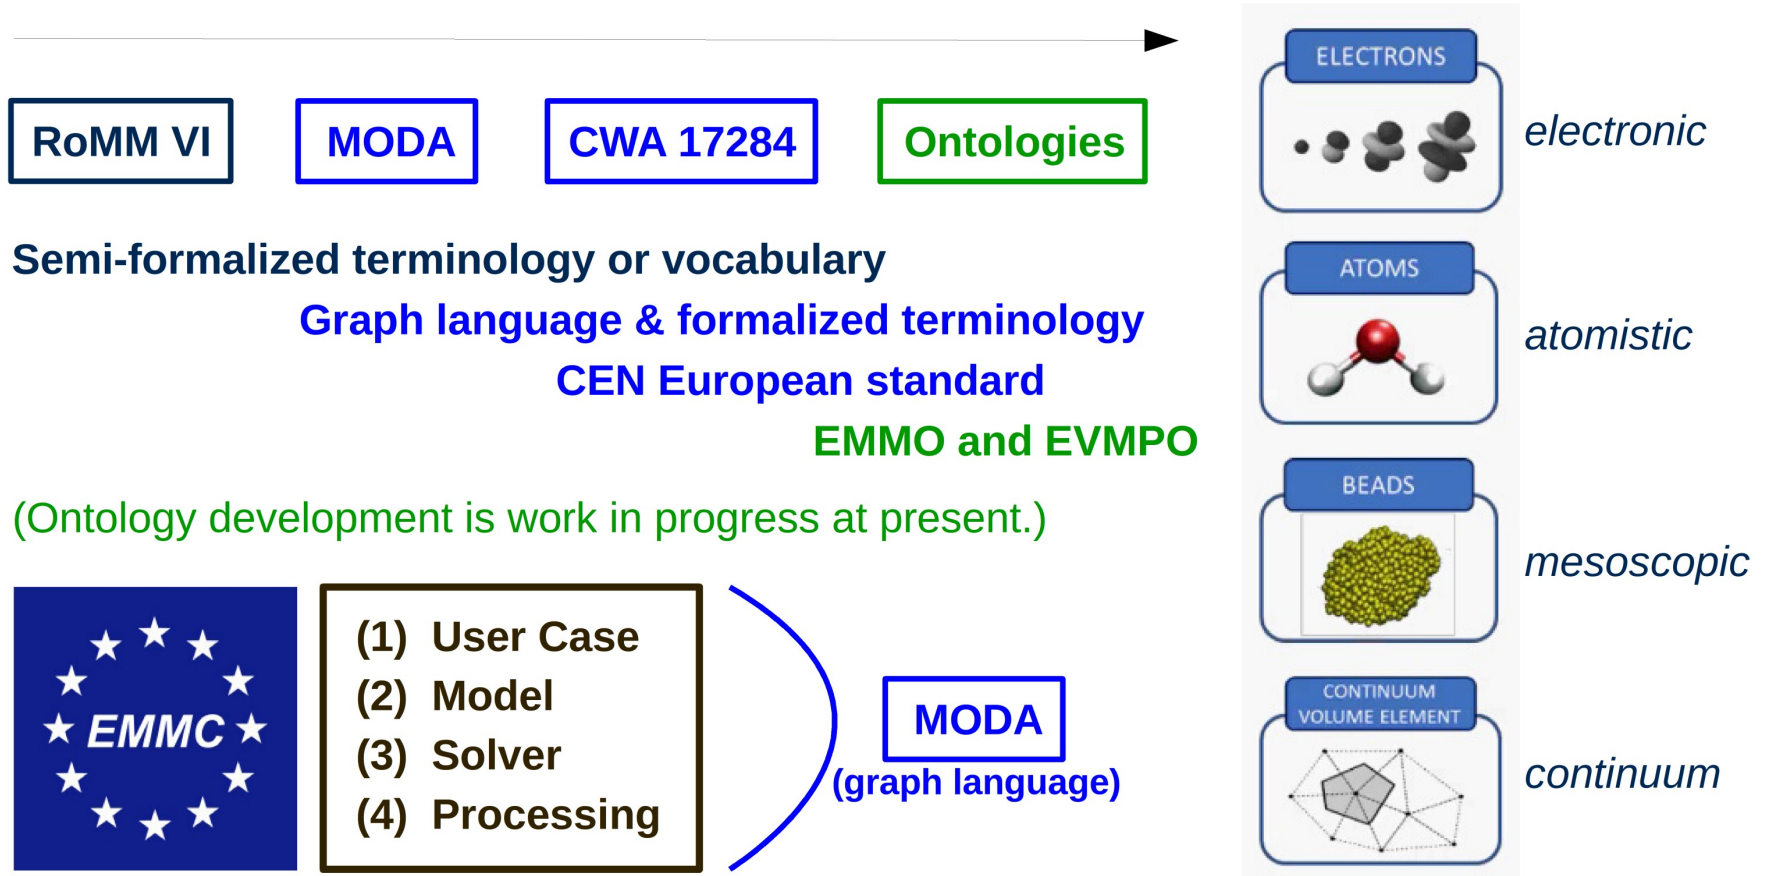 RoMM VI
MODA
CWA 17284
Ontologies
Semi-formalized terminology or vocabulary
Graph language & formalized terminology
CEN European standard
EMMO and EVMPO
(Ontology development is work in progress at present.)
EMMC
(1) User Case
(2) Model
(3) Solver
(4) Processing
MODA
(graph language)
ELECTRONS
electronic
ATOMS
atomistic
BEADS
mesoscopic
CONTINUUM
VOLUME ELEMENT
continuum